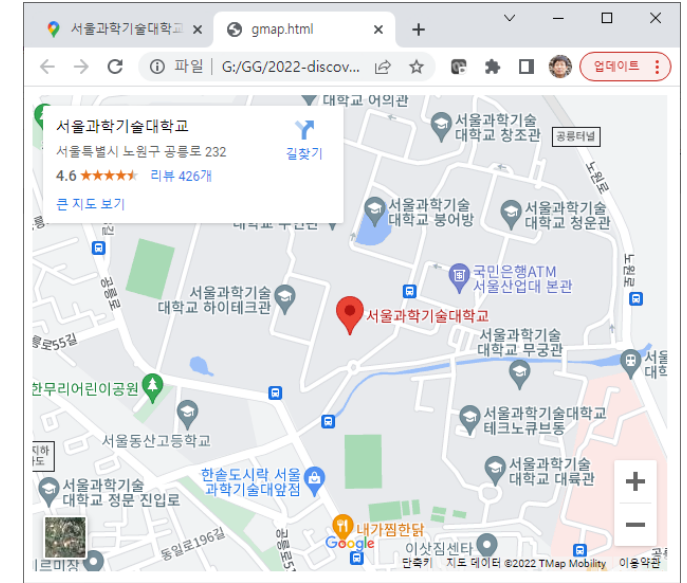 서울과학기술대학교
gmap.html
파일
G:/GG/2022-discov...
업데이트
서울과학기술대학교
서울특별시 노원구 공릉로 232
4.6
리뷰 426개
큰 지도 보기
길찾기
대학교 어의관
서울과학기술
대학교 창조관
공릉터널
노원로
서울과학기술
대학교 붕어방
서울과학기술
대학교 청운관
노원로
공릉로
국민은행ATM
서울산업대 본관
서울과학기술
대학교 하이테크관
서울과학기술대학교
서울과학기술
대학교 무궁관
한무리어린이공원
서울과학기술대학교
테크노큐브동
서울동산고등학교
서울과학기술
대학교 대륙관
한솥도시락 서울
과학기술대앞점
서울과학기술
대학교 정문 진입로
동일로196길
내가찜한닭
Google
이삿짐센타
단축키
지도 데이터 ©2022 TMap Mobility
이용약관